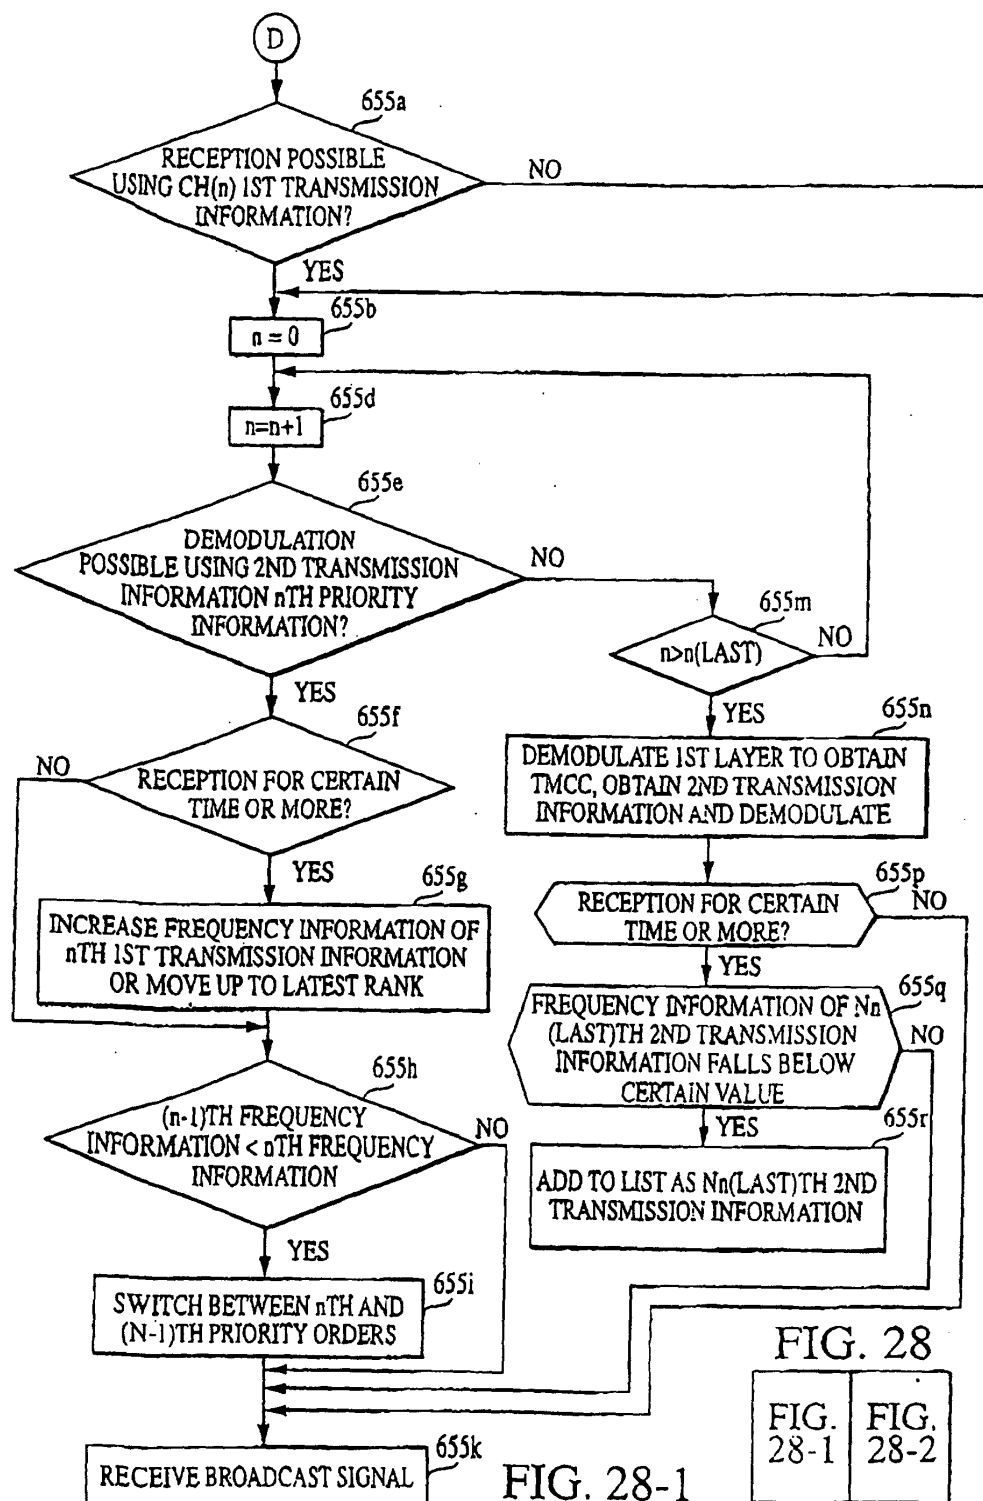 D
655a
RECEPTION POSSIBLE
USING CH(n) 1ST TRANSMISSION
INFORMATION?
NO
YES
655b
n = 0
655d
n=n+1
655e
DEMODULATION
POSSIBLE USING 2ND TRANSMISSION
INFORMATION nTH PRIORITY
INFORMATION?
NO
655m
n>n(LAST)
NO
YES
YES
655f
RECEPTION FOR CERTAIN
TIME OR MORE?
NO
YES
655n
DEMODULATE 1ST LAYER TO OBTAIN
TMCC, OBTAIN 2ND TRANSMISSION
INFORMATION AND DEMODULATE
655g
INCREASE FREQUENCY INFORMATION OF
nTH 1ST TRANSMISSION INFORMATION
OR MOVE UP TO LATEST RANK
655p
RECEPTION FOR CERTAIN
TIME OR MORE?
NO
YES
655q
FREQUENCY INFORMATION OF Nn
(LAST)TH 2ND TRANSMISSION
INFORMATION FALLS BELOW
CERTAIN VALUE
NO
YES
655h
(n-1)TH FREQUENCY
INFORMATION < nTH FREQUENCY
INFORMATION
NO
YES
655r
ADD TO LIST AS Nn(LAST)TH 2ND
TRANSMISSION INFORMATION
655i
SWITCH BETWEEN nTH AND
(N-1)TH PRIORITY ORDERS
655k
RECEIVE BROADCAST SIGNAL
FIG. 28-1
FIG. 28
FIG.
28-1
FIG.
28-2